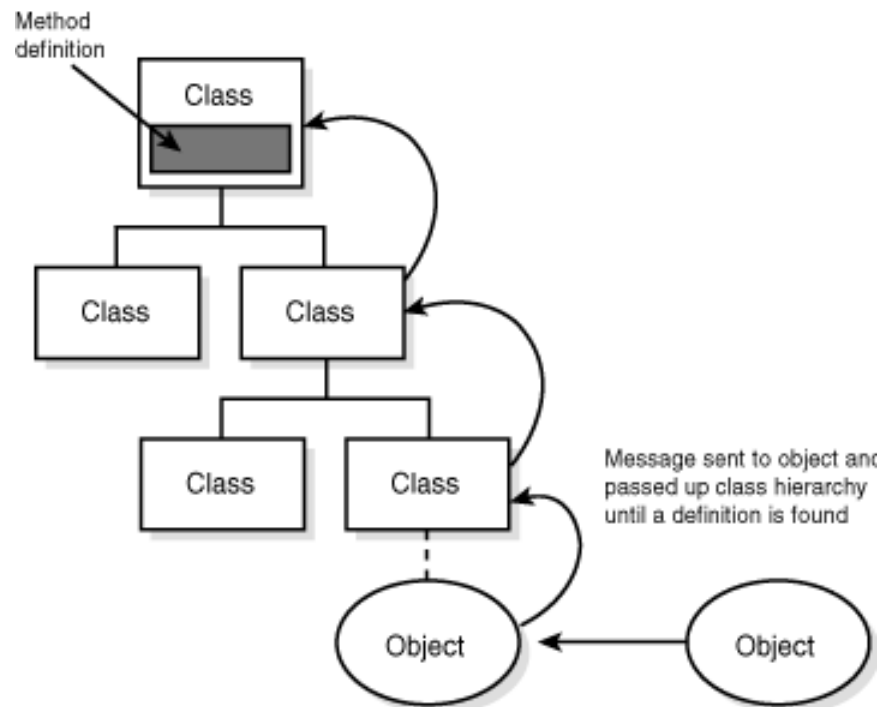 Method
definition
Class
Class
Class
Class
Class
Message sent to object and
passed up class hierarchy
until a definition is found
Object
Object